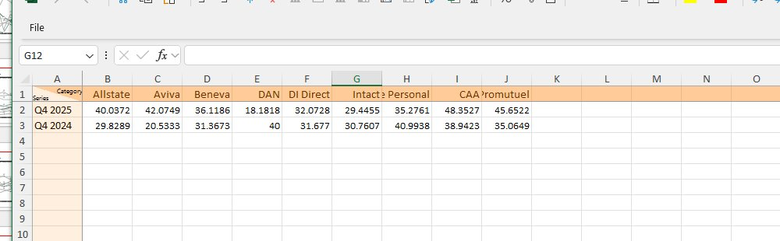 File
G12 fx
A B C D E F G H I J K L M N O
Category
Series
1 Allstate Aviva Beneva DAN DI Direct Intact e Personal CAA Promutuel
2 Q4 2025 40.0372 42.0749 36.1186 18.1818 32.0728 29.4455 35.2761 48.3527 45.6522
3 Q4 2024 29.8289 20.5333 31.3673 40 31.677 30.7607 40.9938 38.9423 35.0649
4
5
6
7
8
9
10